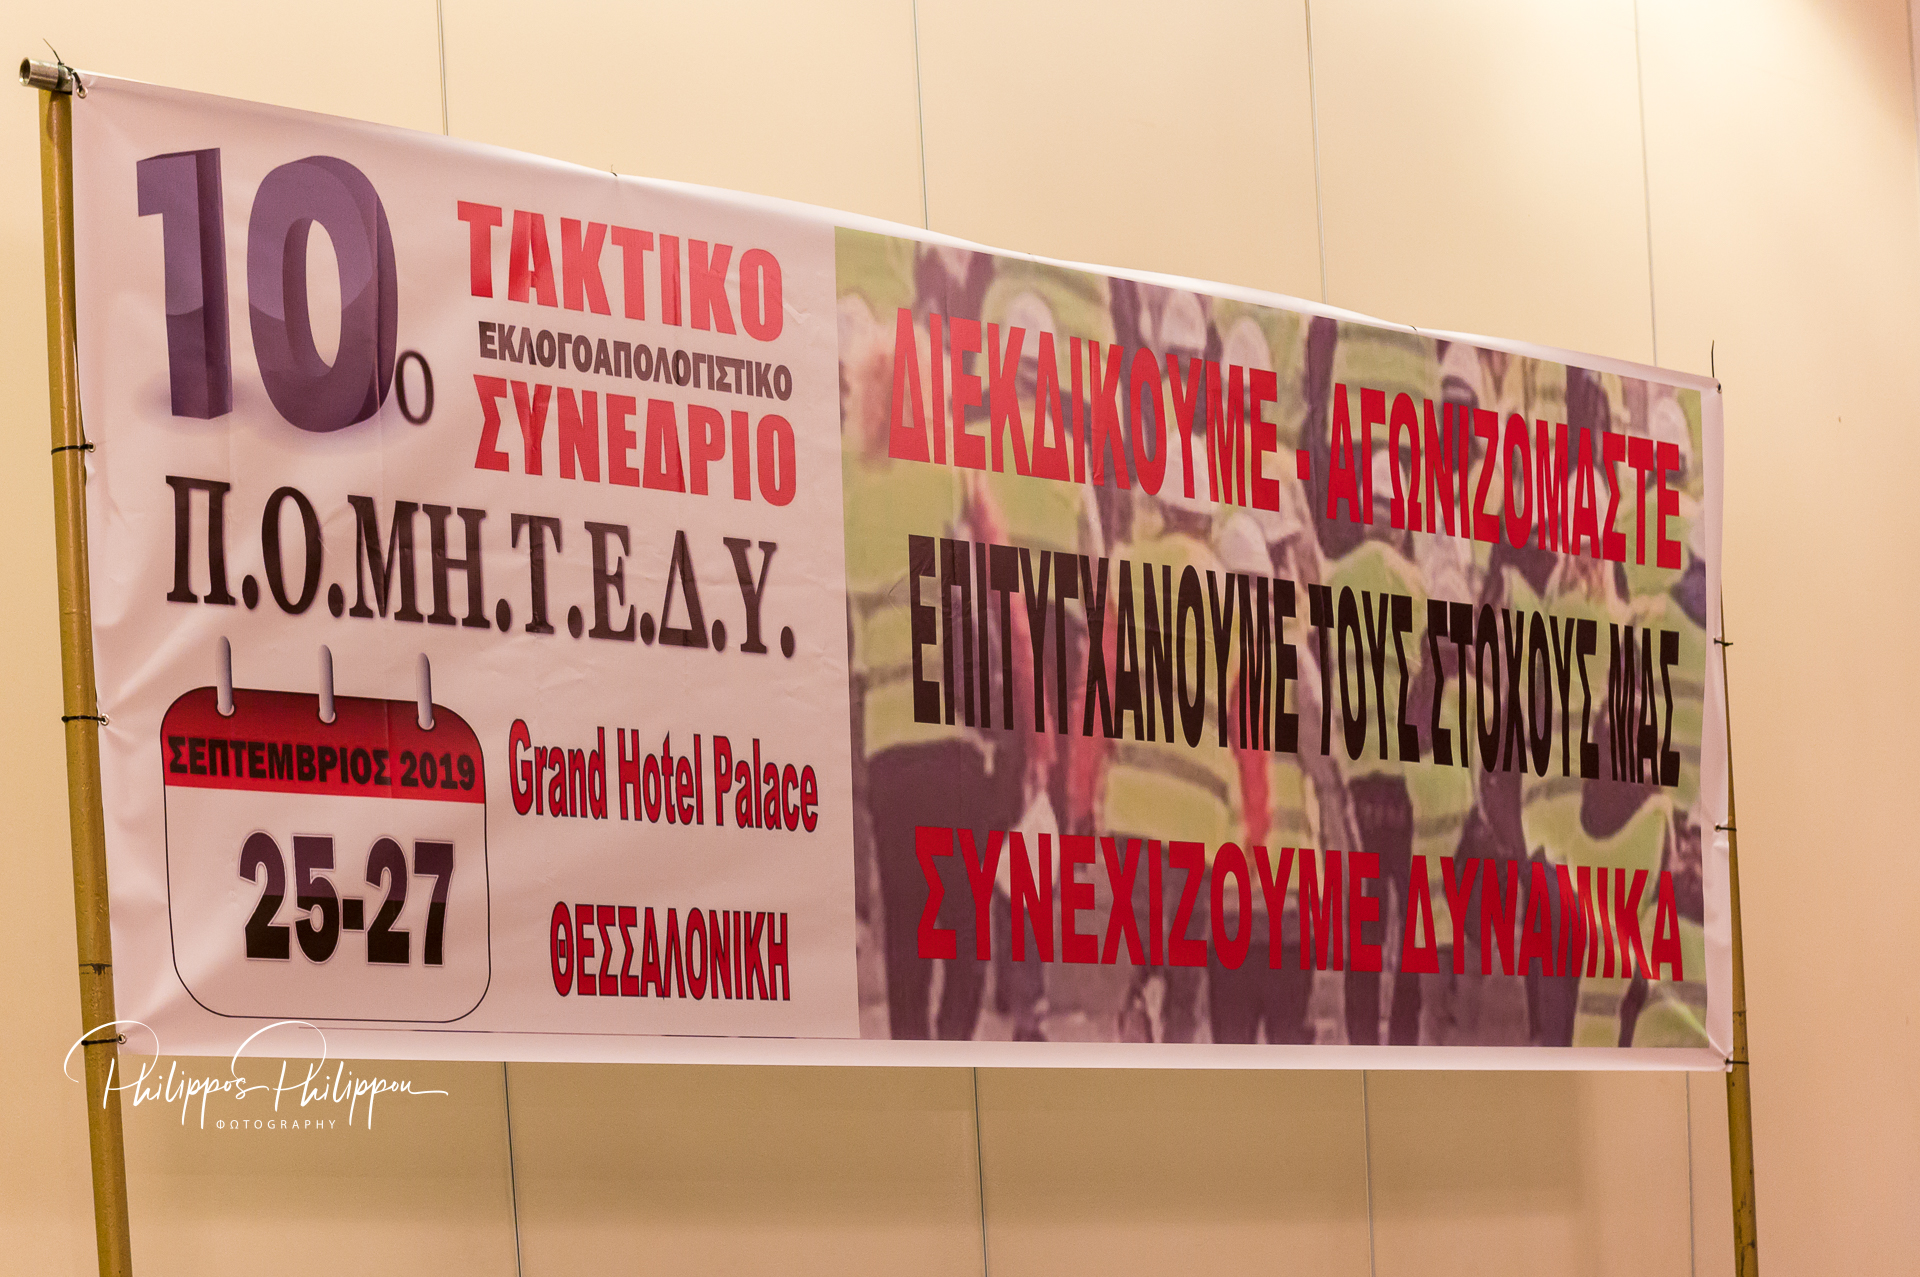 10ο
ΤΑΚΤΙΚΟ
ΕΚΛΟΓΟΑΠΟΛΟΓΙΣΤΙΚΟ
ΣΥΝΕΔΡΙΟ
Π.Ο.ΜΗ.Τ.Ε.Δ.Υ.
ΣΕΠΤΕΜΒΡΙΟΣ 2019
25-27
Grand Hotel Palace
ΘΕΣΣΑΛΟΝΙΚΗ
ΔΙΕΚΔΙΚΟΥΜΕ - ΑΓΩΝΙΖΟΜΑΣΤΕ
ΕΠΙΤΥΓΧΑΝΟΥΜΕ ΤΟΥΣ ΣΤΟΧΟΥΣ ΜΑΣ
ΣΥΝΕΧΙΖΟΥΜΕ ΔΥΝΑΜΙΚΑ
Philippos Philippou
ΦΩTOGRAPHY